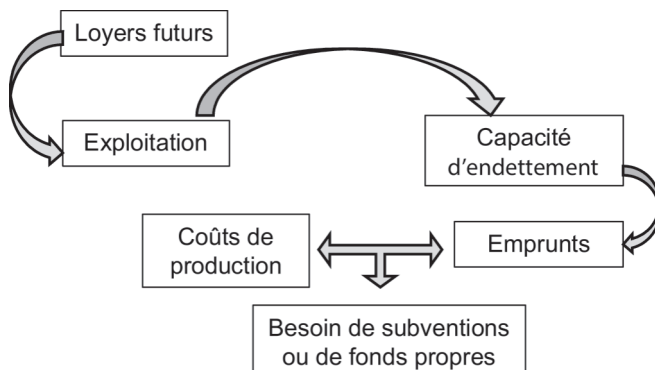 Loyers futurs
Exploitation
Capacité
d'endettement
Coûts de
production
Emprunts
Besoin de subventions
ou de fonds propres